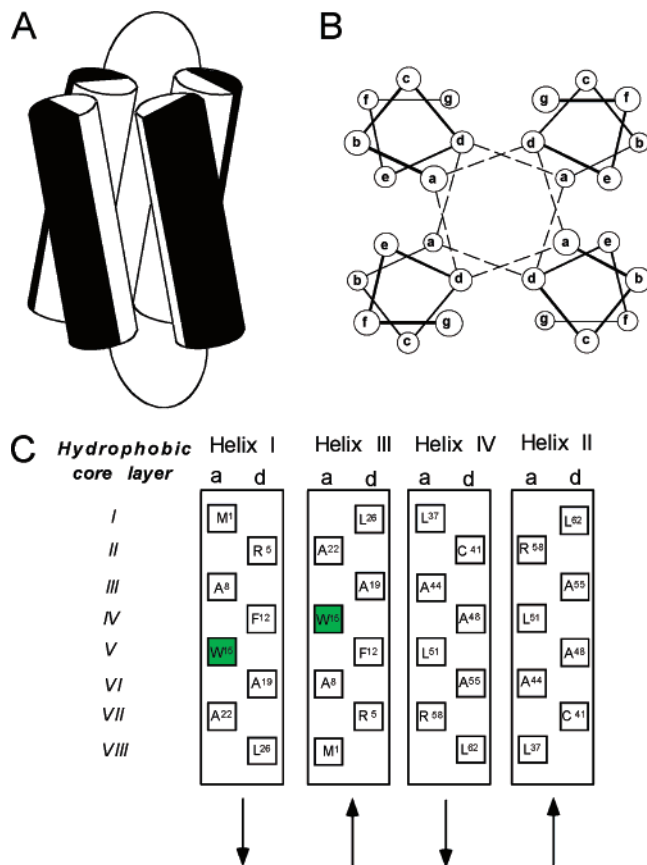 A
B
c c
f g g f
b d d b
e a a e
e a a e
b d d b
f g g f
c c
C
Hydrophobic
core layer
Helix I Helix III Helix IV Helix II
a d a d a d a d
I M¹ L²⁶ L³⁷ L⁶²
II R⁵ A²² C⁴¹ R⁵⁸
III A⁸ A¹⁹ A⁴⁴ A⁵⁵
IV F¹² W¹⁵ A⁴⁸ L⁵¹
V W¹⁵ F¹² L⁵¹ A⁴⁸
VI A¹⁹ A⁸ A⁵⁵ A⁴⁴
VII A²² R⁵ R⁵⁸ C⁴¹
VIII L²⁶ M¹ L⁶² L³⁷